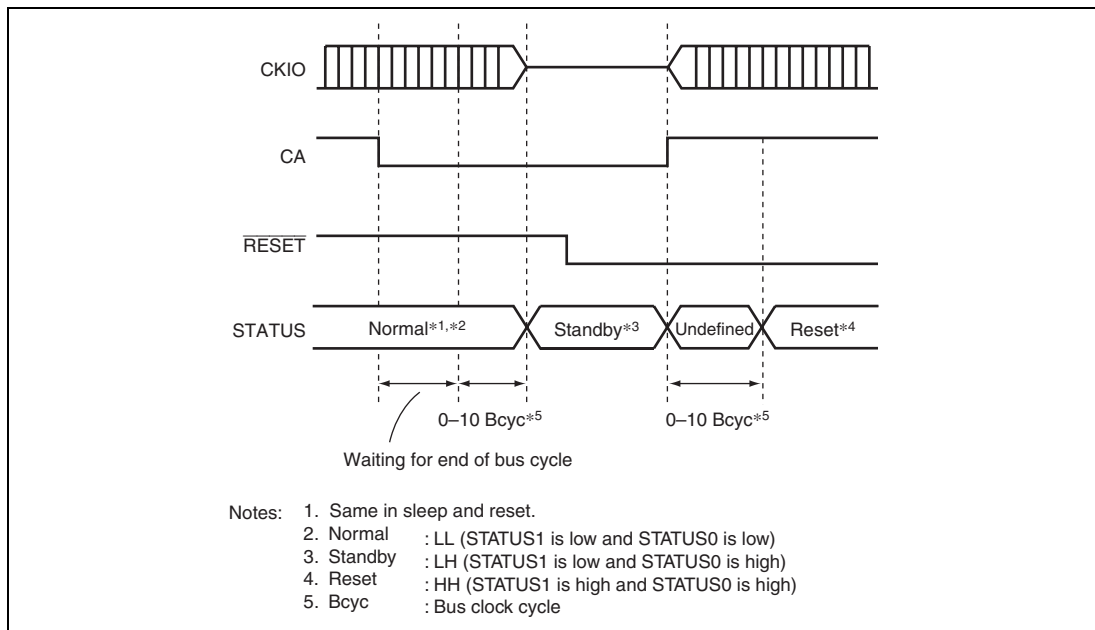 CKIO
CA
RESET
STATUS
Normal*1,*2
Standby*3
Undefined
Reset*4
0–10 Bcyc*5
0–10 Bcyc*5
Waiting for end of bus cycle
Notes: 1. Same in sleep and reset.
2. Normal : LL (STATUS1 is low and STATUS0 is low)
3. Standby : LH (STATUS1 is low and STATUS0 is high)
4. Reset : HH (STATUS1 is high and STATUS0 is high)
5. Bcyc : Bus clock cycle